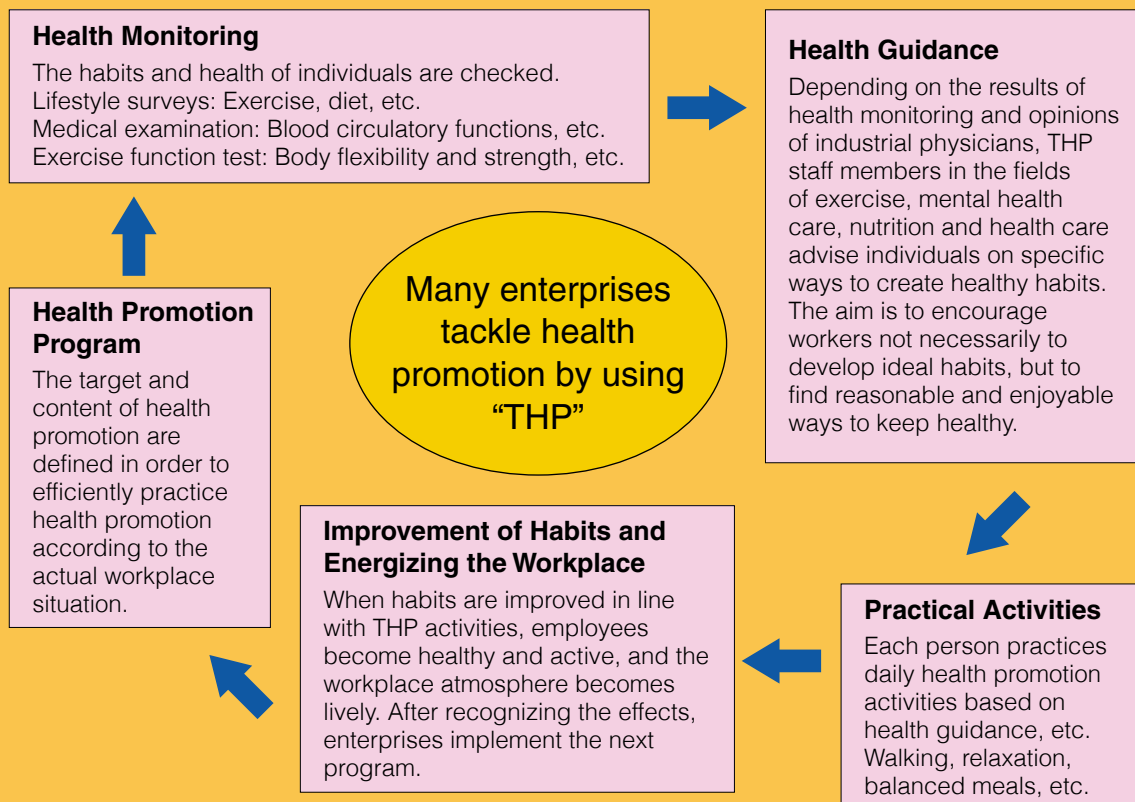 Health Monitoring
The habits and health of individuals are checked.
Lifestyle surveys: Exercise, diet, etc.
Medical examination: Blood circulatory functions, etc.
Exercise function test: Body flexibility and strength, etc.
Health Guidance
Depending on the results of
health monitoring and opinions
of industrial physicians, THP
staff members in the fields
of exercise, mental health
care, nutrition and health care
advise individuals on specific
ways to create healthy habits.
The aim is to encourage
workers not necessarily to
develop ideal habits, but to
find reasonable and enjoyable
ways to keep healthy.
Many enterprises
tackle health
promotion by using
“THP”
Health Promotion
Program
The target and
content of health
promotion are
defined in order to
efficiently practice
health promotion
according to the
actual workplace
situation.
Improvement of Habits and
Energizing the Workplace
When habits are improved in line
with THP activities, employees
become healthy and active, and the
workplace atmosphere becomes
lively. After recognizing the effects,
enterprises implement the next
program.
Practical Activities
Each person practices
daily health promotion
activities based on
health guidance, etc.
Walking, relaxation,
balanced meals, etc.